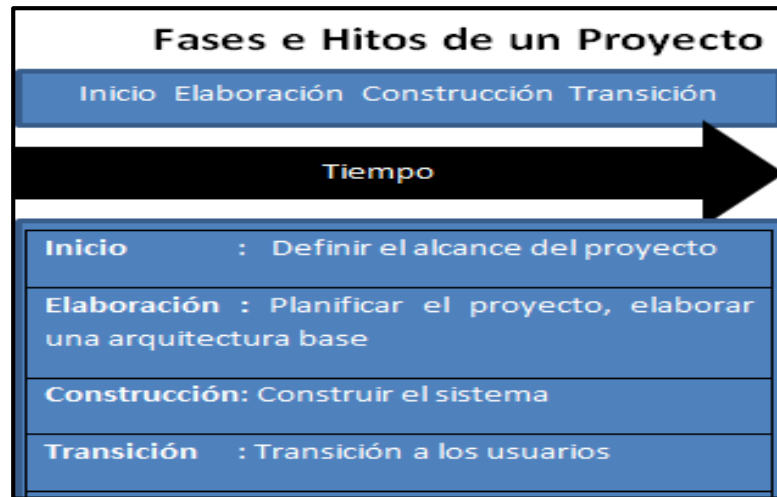 Fases e Hitos de un Proyecto
Inicio Elaboración Construcción Transición
Tiempo
Inicio : Definir el alcance del proyecto
Elaboración : Planificar el proyecto, elaborar
una arquitectura base
Construcción: Construir el sistema
Transición : Transición a los usuarios